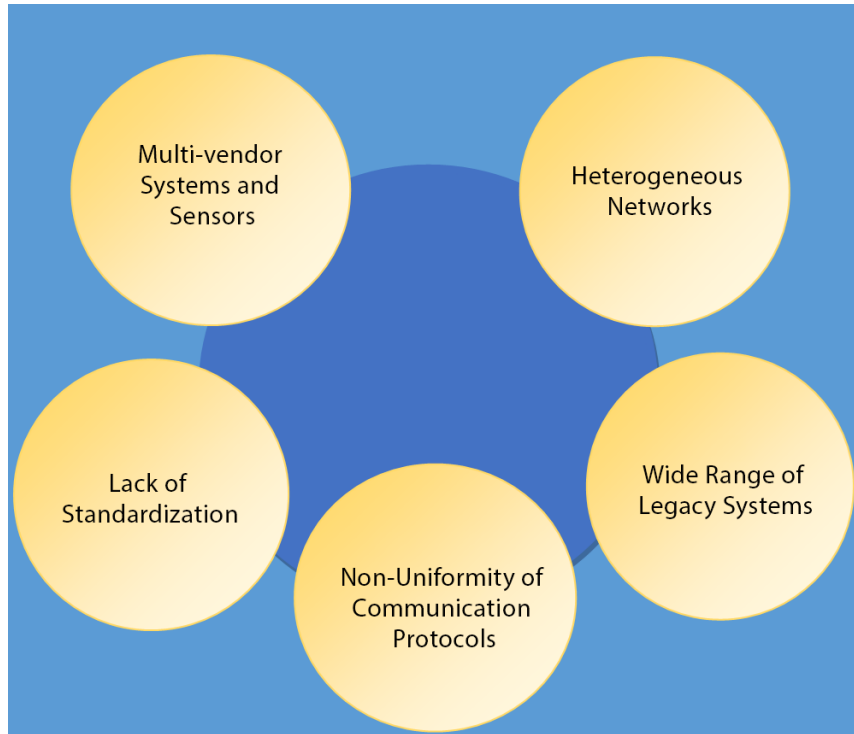 Multi-vendor
Systems and
Sensors
Heterogeneous
Networks
Lack of
Standardization
Wide Range of
Legacy Systems
Non-Uniformity of
Communication
Protocols